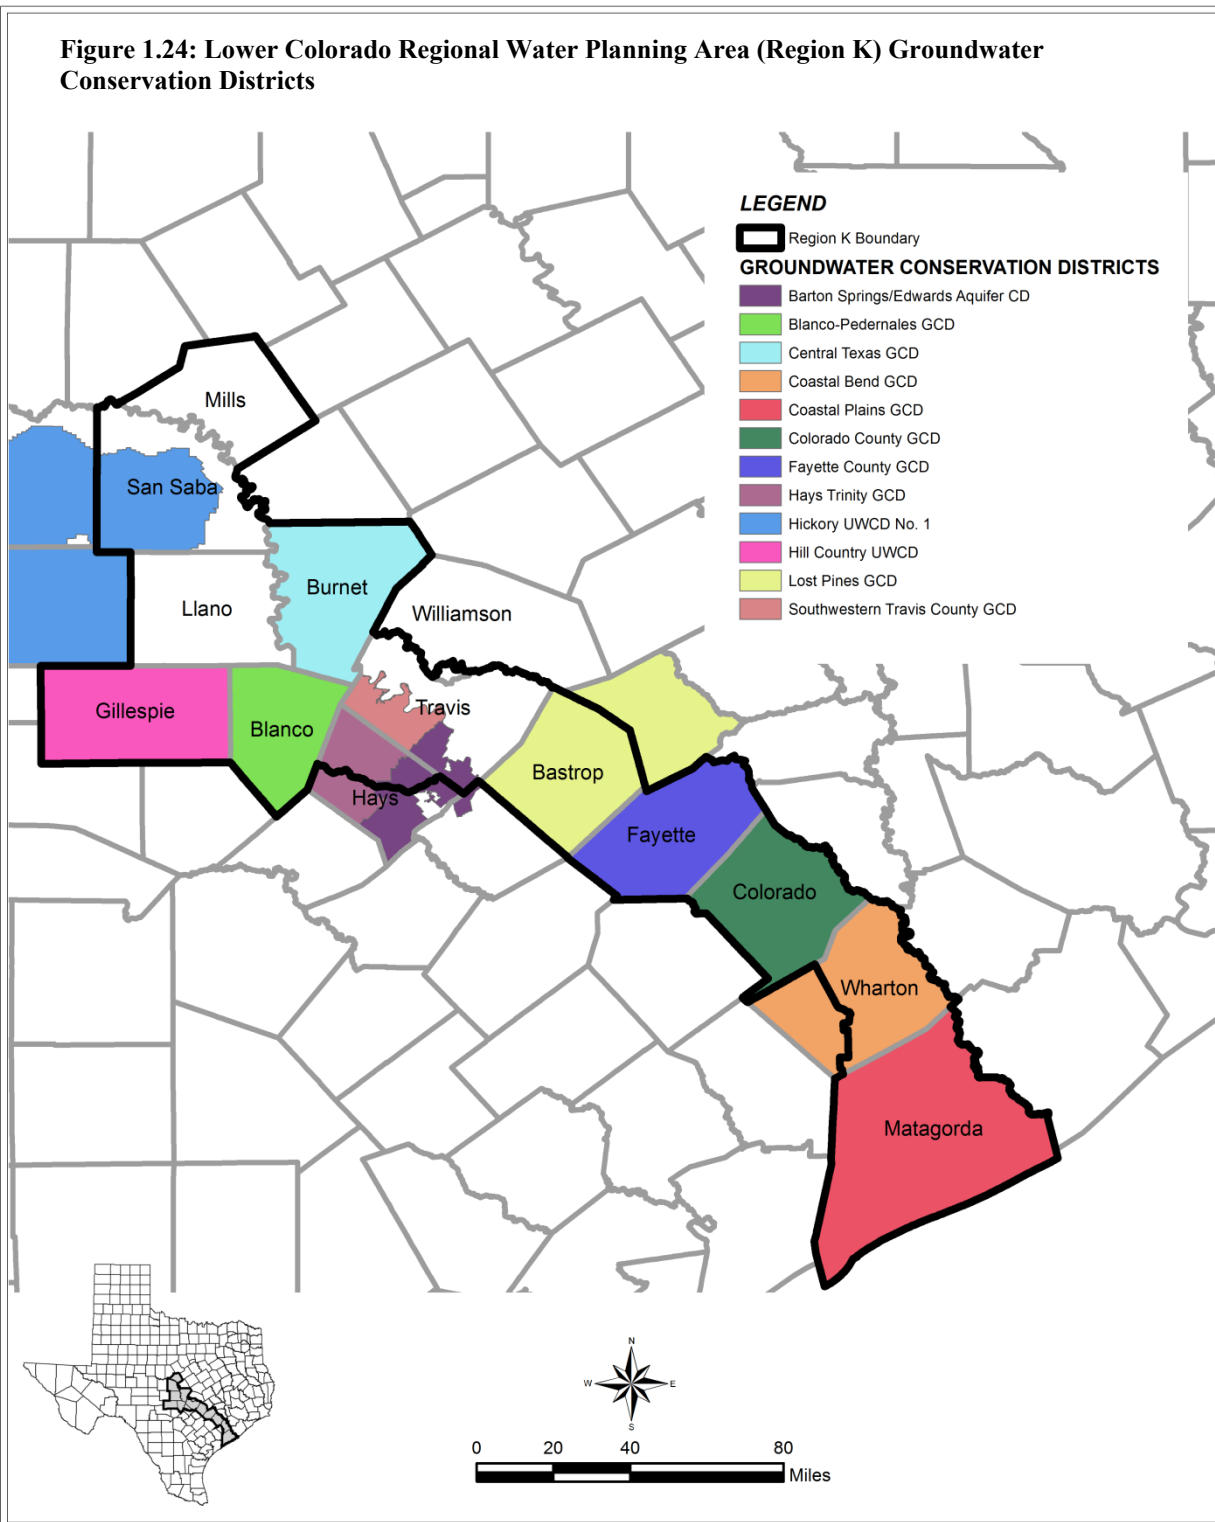 Figure 1.24: Lower Colorado Regional Water Planning Area (Region K) Groundwater
Conservation Districts
LEGEND
Region K Boundary
GROUNDWATER CONSERVATION DISTRICTS
Barton Springs/Edwards Aquifer CD
Blanco-Pedernales GCD
Central Texas GCD
Coastal Bend GCD
Coastal Plains GCD
Colorado County GCD
Fayette County GCD
Hays Trinity GCD
Hickory UWCD No. 1
Hill Country UWCD
Lost Pines GCD
Southwestern Travis County GCD
Mills
San Saba
Burnet
Llano
Williamson
Gillespie
Blanco
Travis
Hays
Bastrop
Fayette
Colorado
Wharton
Matagorda
N
W E
S
0 20 40 80
Miles